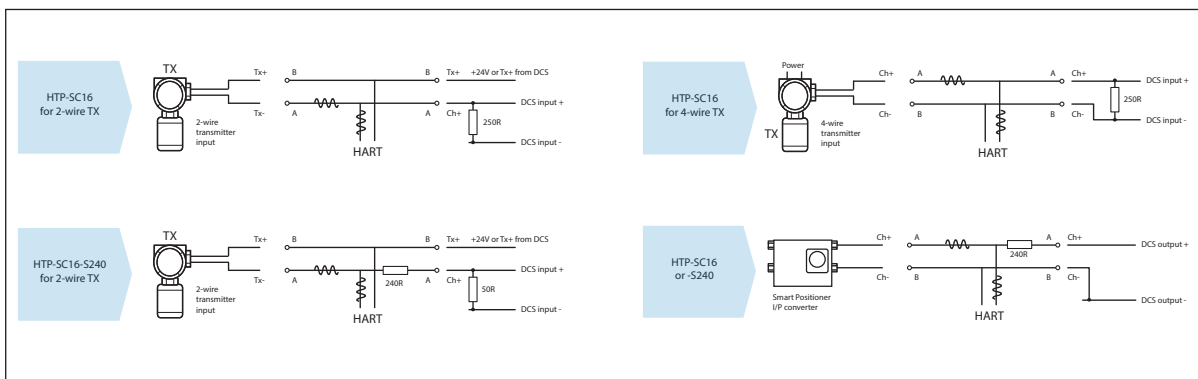 HTP-SC16
for 2-wire TX
TX
2-wire
transmitter
input
Tx+
Tx-
B
A
HART
B
A
Tx+
Ch+
+24V or Tx+ from DCS
DCS input +
250R
DCS input -
HTP-SC16
for 4-wire TX
Power
TX
4-wire
transmitter
input
Ch+
Ch-
A
B
HART
A
B
Ch+
Ch-
DCS input +
250R
DCS input -
HTP-SC16-S240
for 2-wire TX
TX
2-wire
transmitter
input
Tx+
Tx-
B
A
240R
HART
B
A
Tx+
Ch+
+24V or Tx+ from DCS
DCS input +
50R
DCS input -
HTP-SC16
or -S240
Smart Positioner
I/P converter
Ch+
Ch-
A
B
240R
HART
A
B
Ch+
Ch-
DCS output +
DCS output -